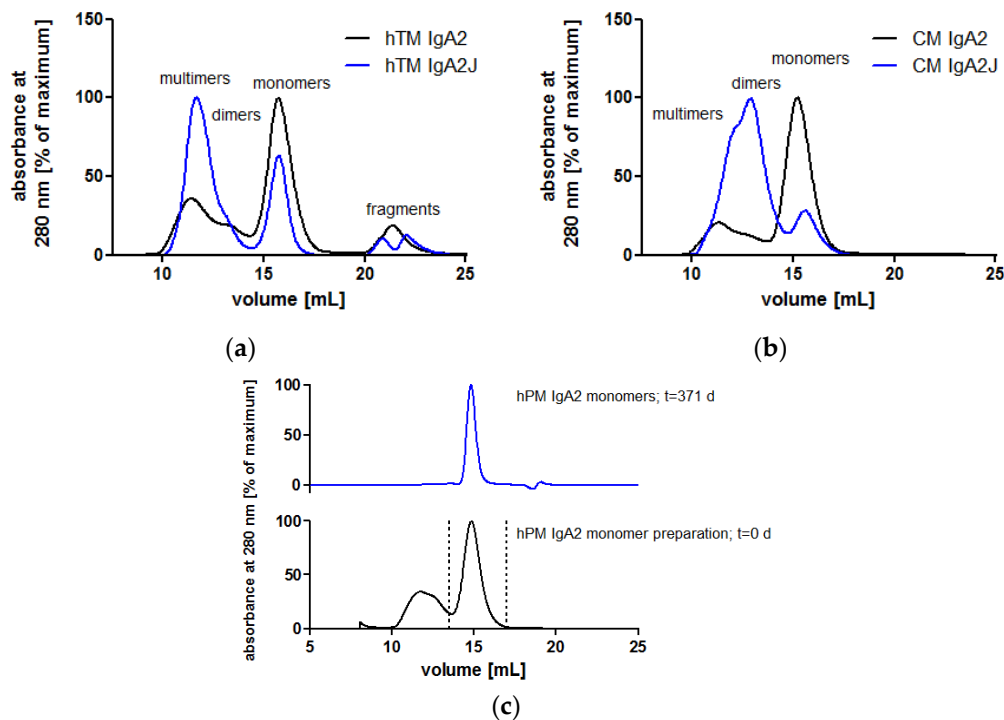 150
100
50
0
absorbance at
280 nm [% of maximum]
hTM IgA2
hTM IgA2J
multimers
monomers
dimers
fragments
10
15
20
25
volume [mL]
(a)
150
100
50
0
absorbance at
280 nm [% of maximum]
CM IgA2
CM IgA2J
monomers
dimers
multimers
10
15
20
25
volume [mL]
(b)
absorbance at 280 nm [% of maximum]
100
50
0
hPM IgA2 monomers; t=371 d
100
50
0
hPM IgA2 monomer preparation; t=0 d
5
10
15
20
25
volume [mL]
(c)